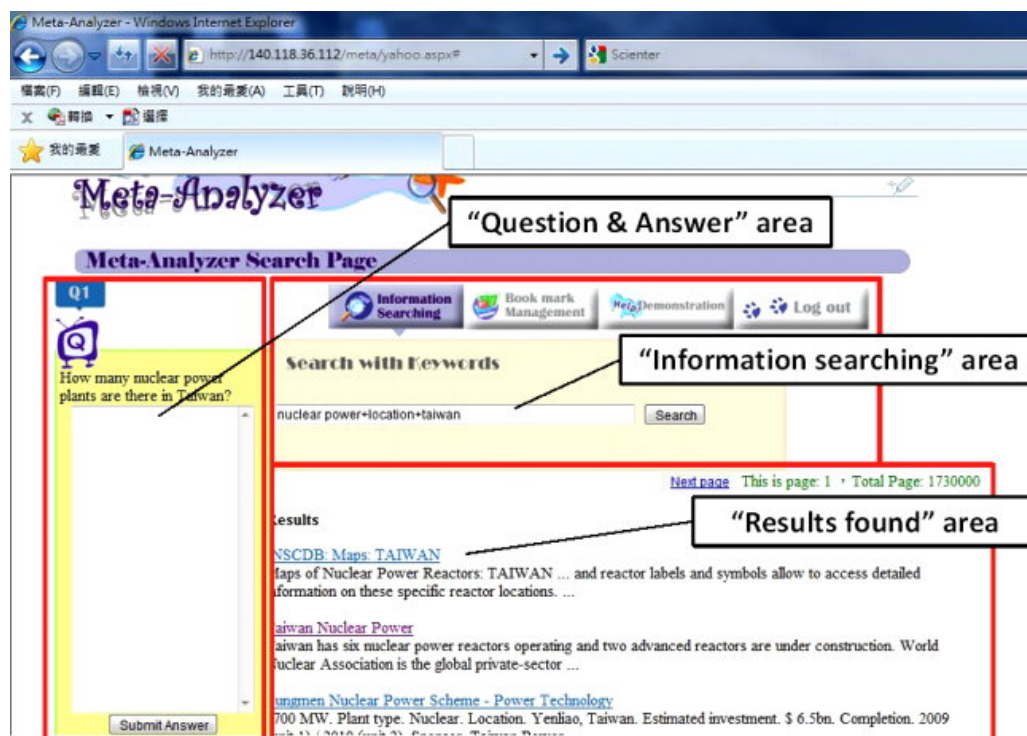 Meta-Analyzer - Windows Internet Explorer
http://140.118.36.112/meta/yahoo.aspx#
Scienter
檔案(F) 編輯(E) 檢視(V) 我的最愛(A) 工具(T) 說明(H)
X 轉換 選擇
我的最愛 Meta-Analyzer
Meta-Analyzer
"Question & Answer" area
Meta-Analyzer Search Page
Q1
Information Searching
Book mark Management
Help Demonstration
Log out
Q
How many nuclear power
plants are there in Taiwan?
Submit Answer
Search with Keywords
"Information searching" area
nuclear power+location+taiwan
Search
Next page This is page: 1 , Total Page: 1730000
"Results found" area
Results
NSCDB: Maps: TAIWAN
Maps of Nuclear Power Reactors: TAIWAN ... and reactor labels and symbols allow to access detailed
information on these specific reactor locations. ...
Taiwan Nuclear Power
Taiwan has six nuclear power reactors operating and two advanced reactors are under construction. World
Nuclear Association is the global private-sector ...
ungmen Nuclear Power Scheme - Power Technology
700 MW. Plant type. Nuclear. Location. Yenliao, Taiwan. Estimated investment. $ 6.5bn. Completion. 2009